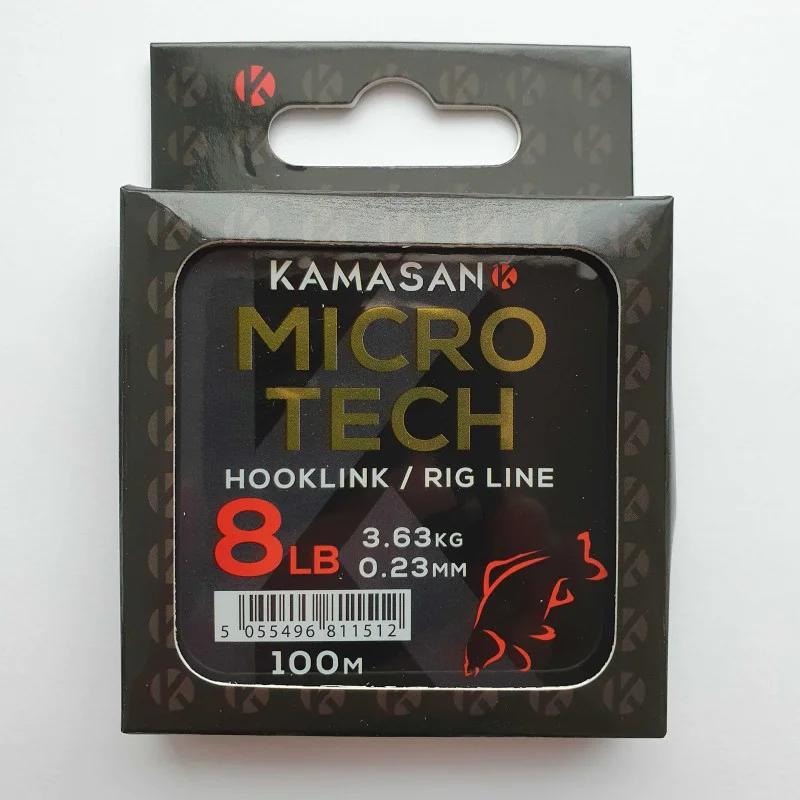 KAMASAN K
MICRO
TECH
HOOKLINK / RIG LINE
8LB 3.63KG
0.23MM
5 055496 811512
100M